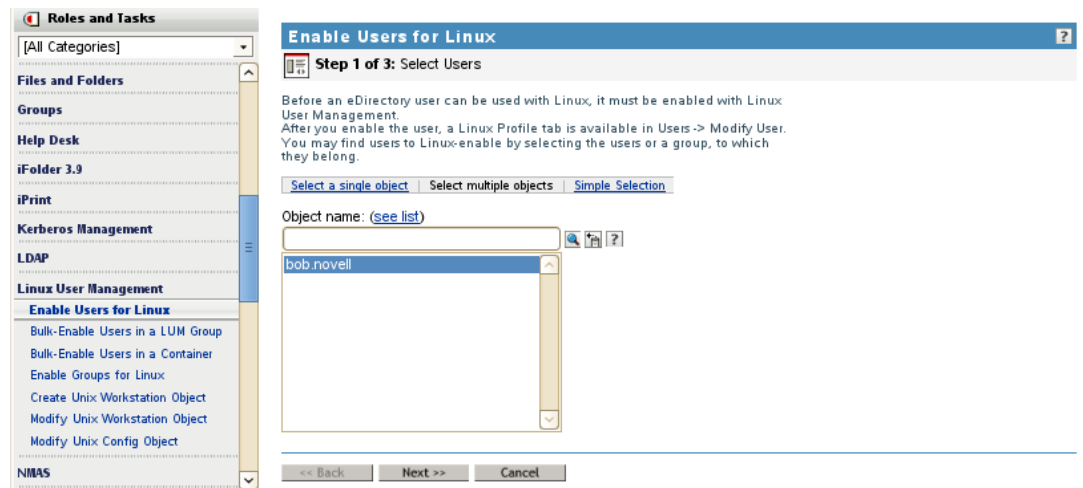 Roles and Tasks
[All Categories]
Files and Folders
Groups
Help Desk
iFolder 3.9
iPrint
Kerberos Management
LDAP
Linux User Management
Enable Users for Linux
Bulk-Enable Users in a LUM Group
Bulk-Enable Users in a Container
Enable Groups for Linux
Create Unix Workstation Object
Modify Unix Workstation Object
Modify Unix Config Object
NMAS
Enable Users for Linux
?
Step 1 of 3: Select Users
Before an eDirectory user can be used with Linux, it must be enabled with Linux
User Management.
After you enable the user, a Linux Profile tab is available in Users -> Modify User.
You may find users to Linux-enable by selecting the users or a group, to which
they belong.
Select a single object | Select multiple objects | Simple Selection
Object name: (see list)
?
bob.novell
<< Back Next >> Cancel